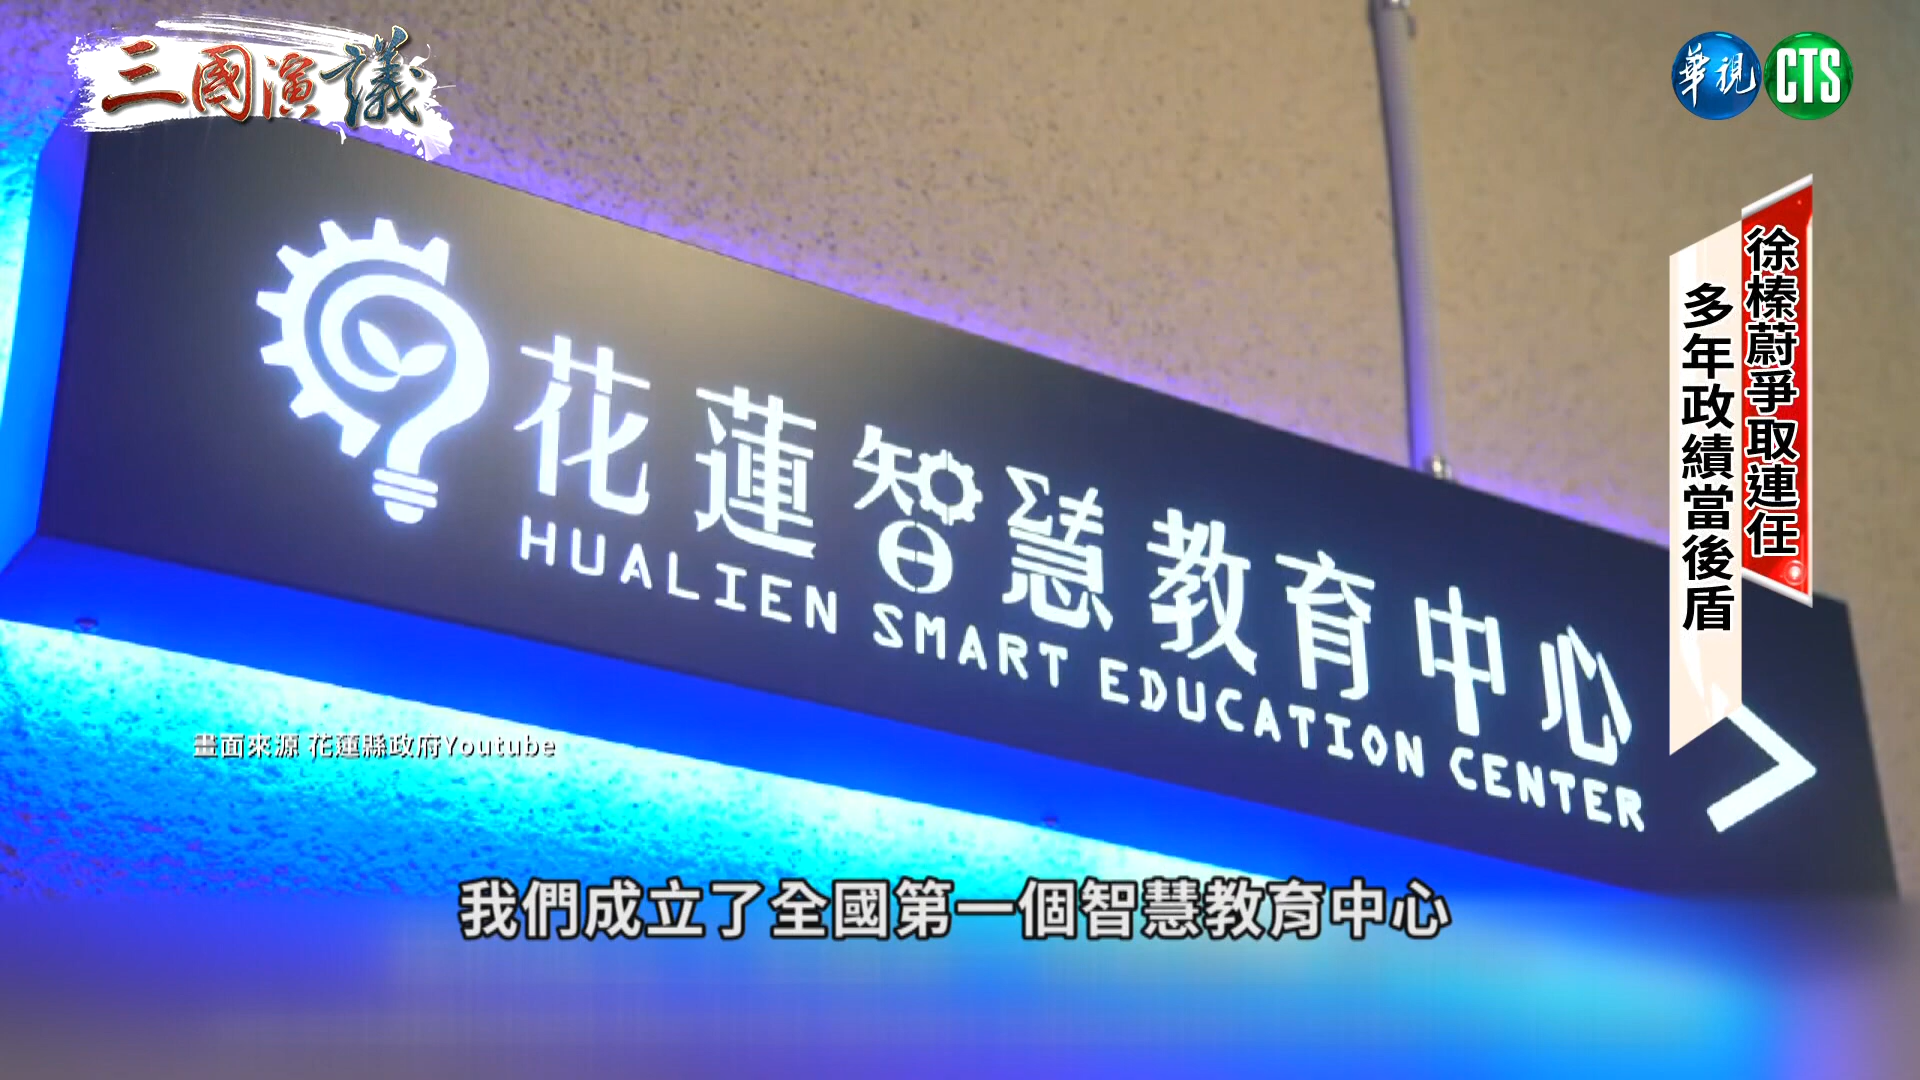 三國演議
華視 CTS
徐榛蔚爭取連任
多年政績當後盾
花蓮智慧教育中心
HUALIEN SMART EDUCATION CENTER
畫面來源 花蓮縣政府Youtube
我們成立了全國第一個智慧教育中心